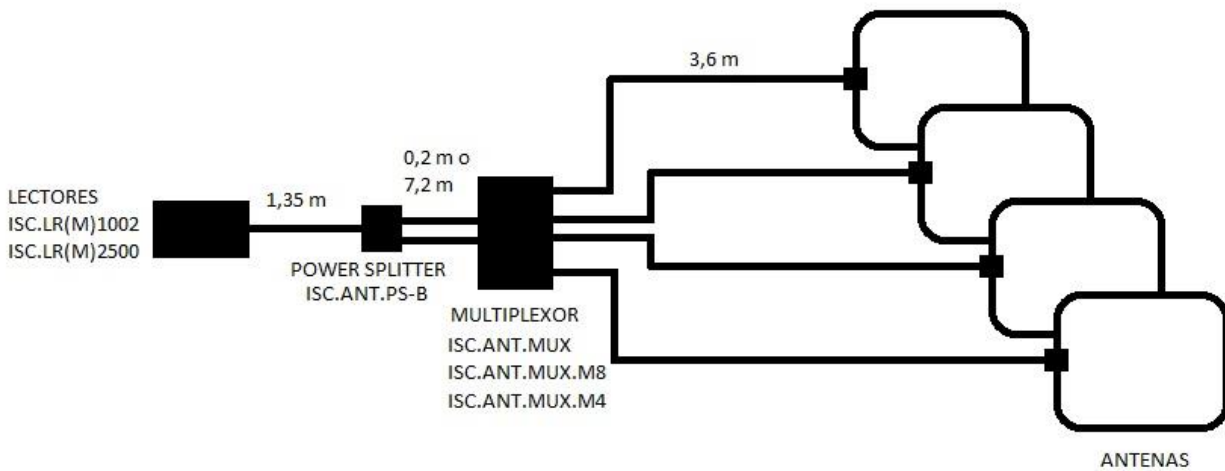 3,6 m
0,2 m o
7,2 m
LECTORES
ISC.LR(M)1002
ISC.LR(M)2500
1,35 m
POWER SPLITTER
ISC.ANT.PS-B
MULTIPLEXOR
ISC.ANT.MUX
ISC.ANT.MUX.M8
ISC.ANT.MUX.M4
ANTENAS